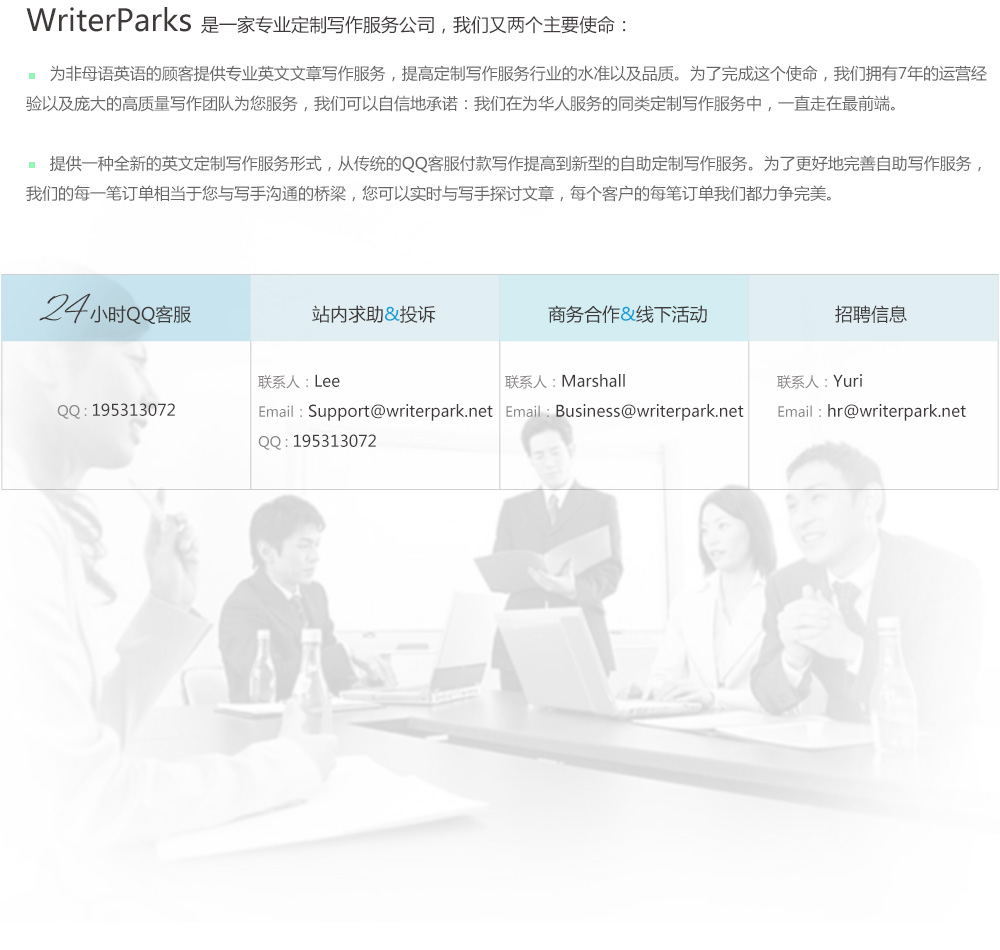 WriterParks 是一家专业定制写作服务公司，我们又两个主要使命：
为非母语英语的顾客提供专业英文文章写作服务，提高定制写作服务行业的水准以及品质。为了完成这个使命，我们拥有7年的运营经
验以及庞大的高质量写作团队为您服务，我们可以自信地承诺：我们在为华人服务的同类定制写作服务中，一直走在最前端。
提供一种全新的英文定制写作服务形式，从传统的QQ客服付款写作提高到新型的自助定制写作服务。为了更好地完善自助写作服务，
我们的每一笔订单相当于您与写手沟通的桥梁，您可以实时与写手探讨文章，每个客户的每笔订单我们都力争完美。
24小时QQ客服
QQ : 195313072
站内求助&投诉
联系人：Lee
Email：Support@writerpark.net
QQ : 195313072
商务合作&线下活动
联系人：Marshall
Email：Business@writerpark.net
招聘信息
联系人：Yuri
Email：hr@writerpark.net